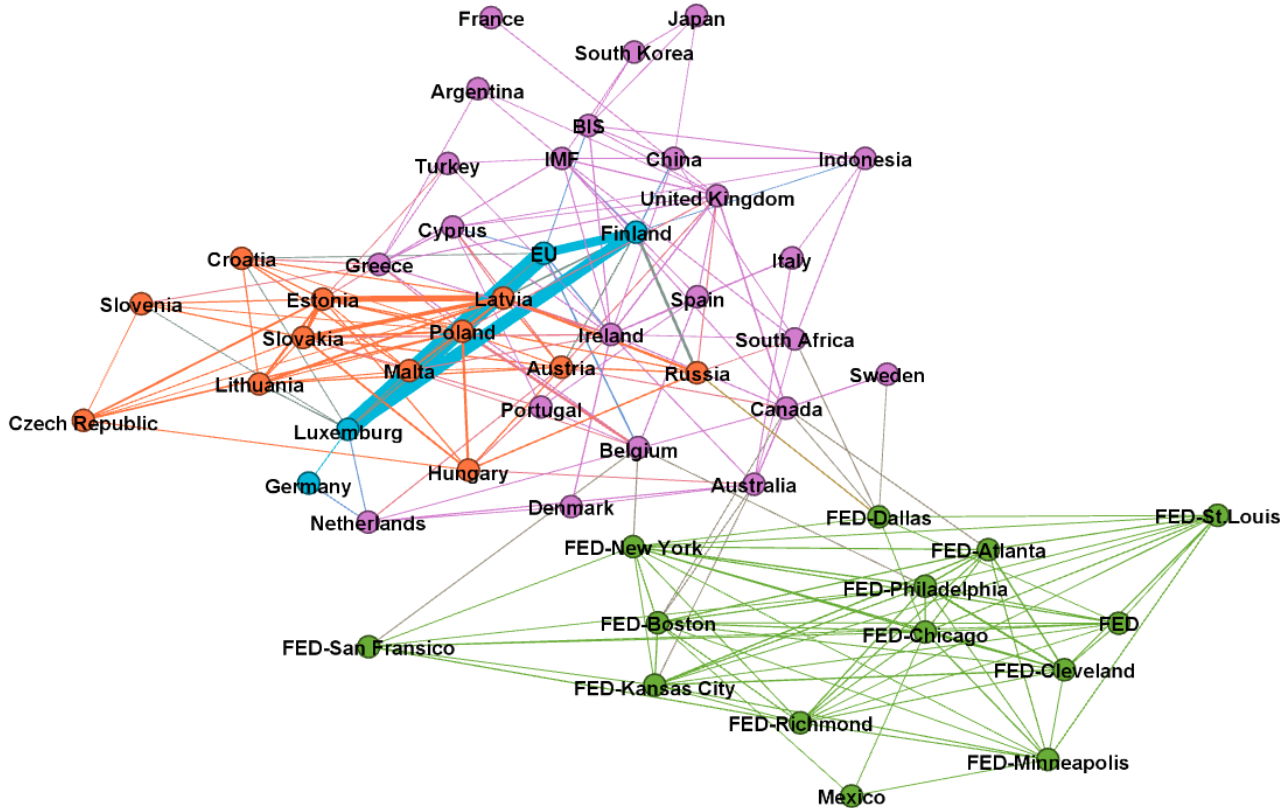 France
Japan
South Korea
Argentina
BIS
Turkey
IMF
China
Indonesia
United Kingdom
Cyprus
Finland
EU
Croatia
Greece
Italy
Slovenia
Estonia
Latvia
Spain
Slovakia
Poland
Ireland
South Africa
Lithuania
Malta
Austria
Russia
Sweden
Czech Republic
Luxemburg
Portugal
Canada
Belgium
Hungary
Germany
Australia
Netherlands
Denmark
FED-Dallas
FED-St.Louis
FED-New York
FED-Atlanta
FED-Philadelphia
FED-Boston
FED-Chicago
FED
FED-San Fransico
FED-Cleveland
FED-Kansas City
FED-Richmond
FED-Minneapolis
Mexico